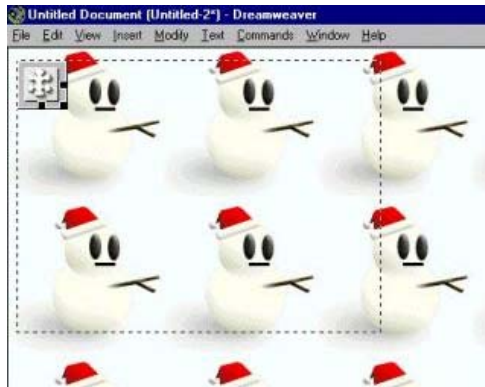 Untitled Document (Untitled-2*) - Dreamweaver
File Edit View Insert Modify Text Commands Window Help